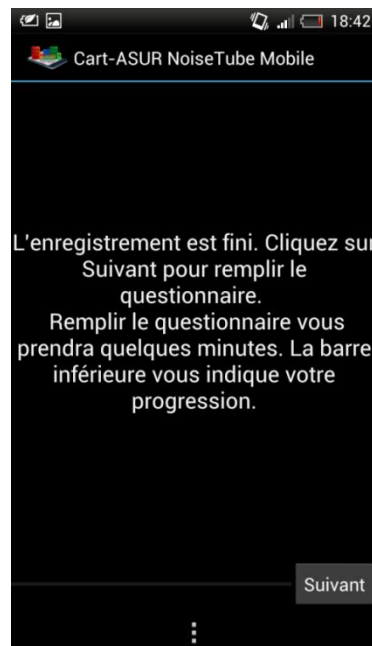 18:42
Cart-ASUR NoiseTube Mobile
L'enregistrement est fini. Cliquez sur
Suivant pour remplir le
questionnaire.
Remplir le questionnaire vous
prendra quelques minutes. La barre
inférieure vous indique votre
progression.
Suivant